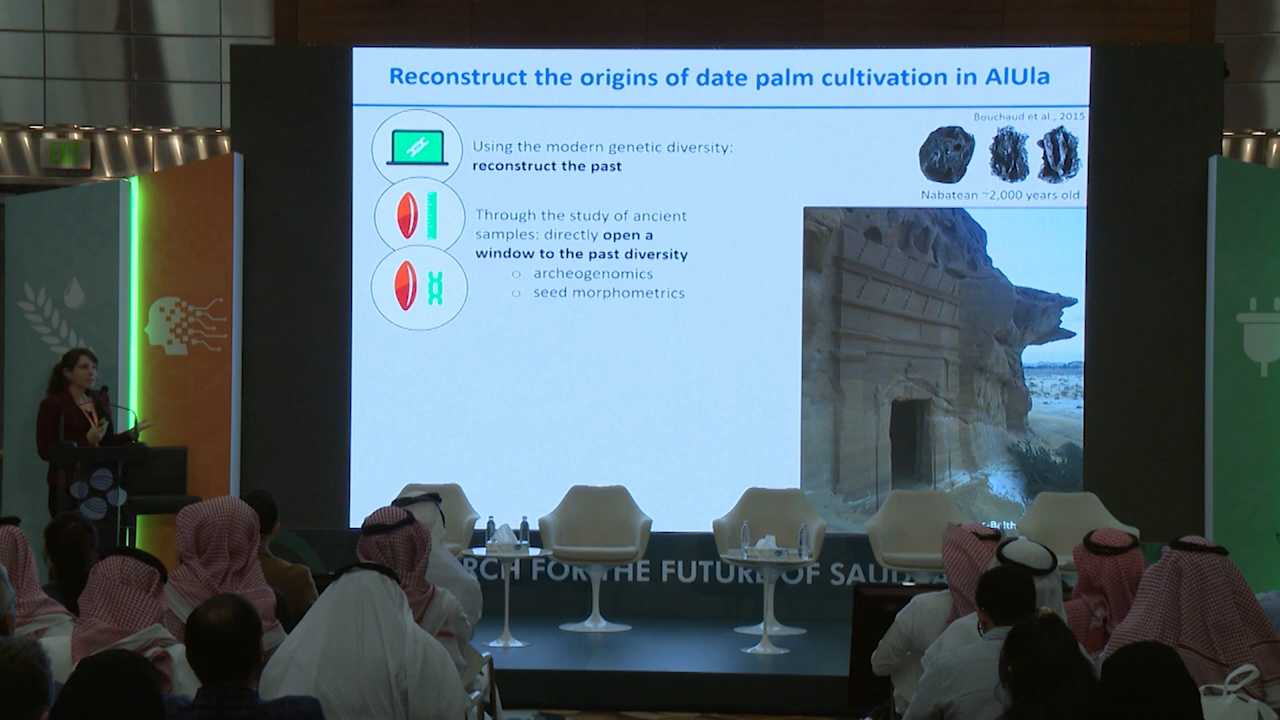 Reconstruct the origins of date palm cultivation in AlUla
Bouchaud et al., 2015
Using the modern genetic diversity:
reconstruct the past
Nabatean ~2,000 years old
Through the study of ancient
samples: directly open a
window to the past diversity
○ archeogenomics
○ seed morphometrics
EXIT
RCH FOR THE FUTURE OF SAUDI